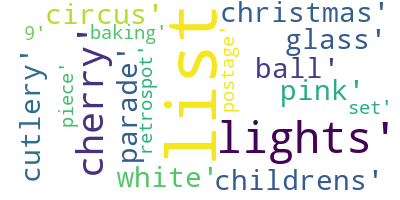 circus'
christmas'
9'
baking'
glass'
cutlery'
piece'
cherry'
parade'
retrospot'
list
postage'
ball'
pink'
set'
lights'
white'
childrens'